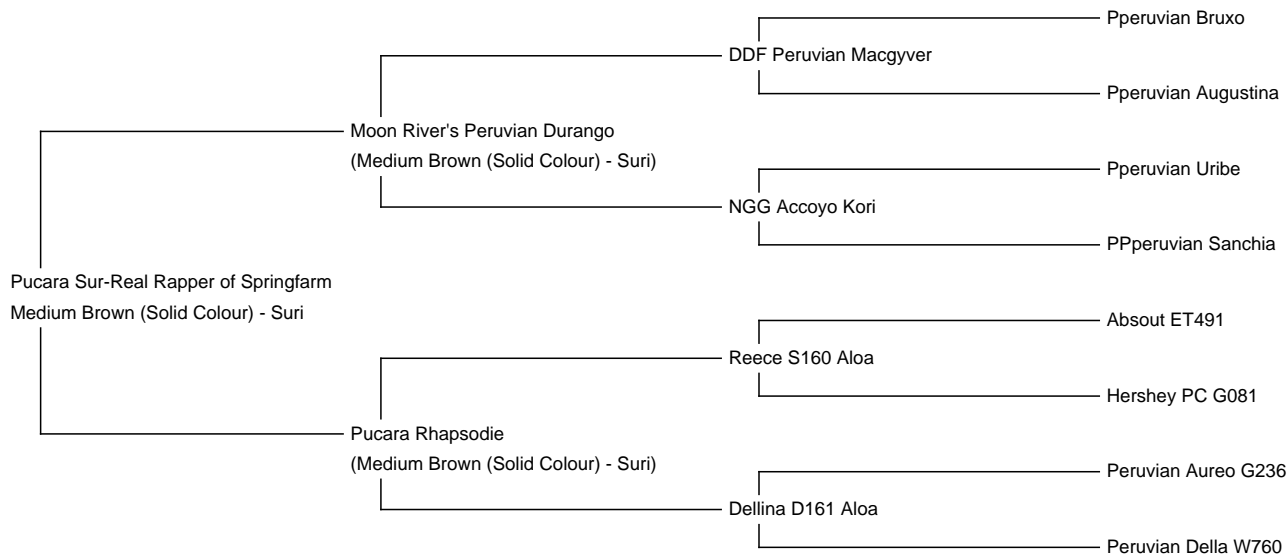 Pperuvian Bruxo
DDF Peruvian Macgyver
Pperuvian Augustina
Moon River's Peruvian Durango
(Medium Brown (Solid Colour) - Suri)
Pperuvian Uribe
NGG Accoyo Kori
PPperuvian Sanchia
Pucara Sur-Real Rapper of Springfarm
Medium Brown (Solid Colour) - Suri
Absout ET491
Reece S160 Aloa
Hershey PC G081
Pucara Rhapsodie
(Medium Brown (Solid Colour) - Suri)
Peruvian Aureo G236
Dellina D161 Aloa
Peruvian Della W760